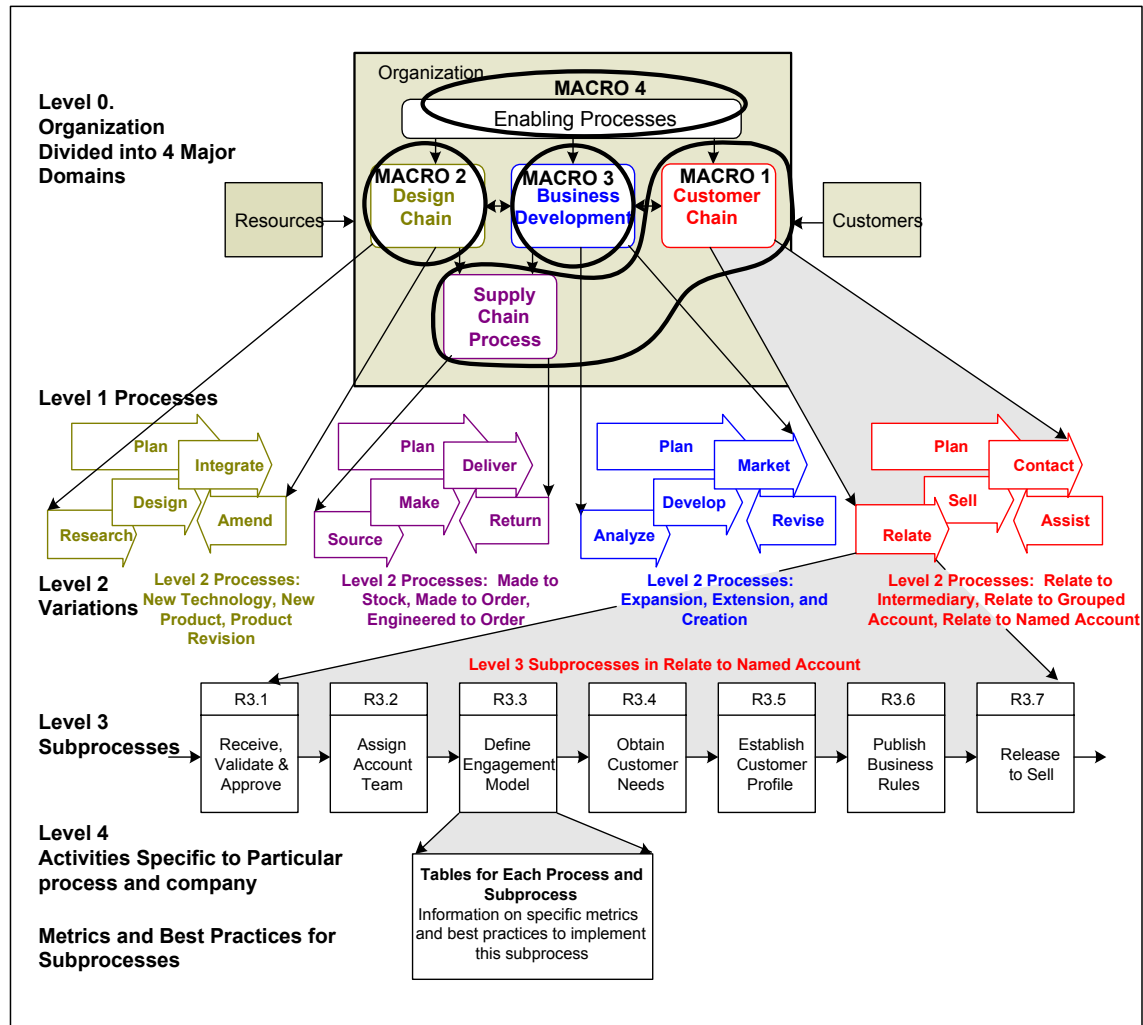 Organization
MACRO 4
Enabling Processes
Level 0.
Organization
Divided into 4 Major
Domains
MACRO 2
Design
Chain
MACRO 3
Business
Development
MACRO 1
Customer
Chain
Resources
Customers
Supply
Chain
Process
Level 1 Processes
Plan
Integrate
Design
Amend
Research
Plan
Deliver
Make
Return
Source
Plan
Market
Develop
Revise
Analyze
Plan
Contact
Sell
Assist
Relate
Level 2
Variations
Level 2 Processes:
New Technology, New
Product, Product
Revision
Level 2 Processes: Made to
Stock, Made to Order,
Engineered to Order
Level 2 Processes:
Expansion, Extension, and
Creation
Level 2 Processes: Relate to
Intermediary, Relate to Grouped
Account, Relate to Named Account
Level 3 Subprocesses in Relate to Named Account
Level 3
Subprocesses
R3.1
Receive,
Validate &
Approve
R3.2
Assign
Account
Team
R3.3
Define
Engagement
Model
R3.4
Obtain
Customer
Needs
R3.5
Establish
Customer
Profile
R3.6
Publish
Business
Rules
R3.7
Release
to Sell
Level 4
Activities Specific to Particular
process and company
Metrics and Best Practices for
Subprocesses
Tables for Each Process and
Subprocess
Information on specific metrics
and best practices to implement
this subprocess